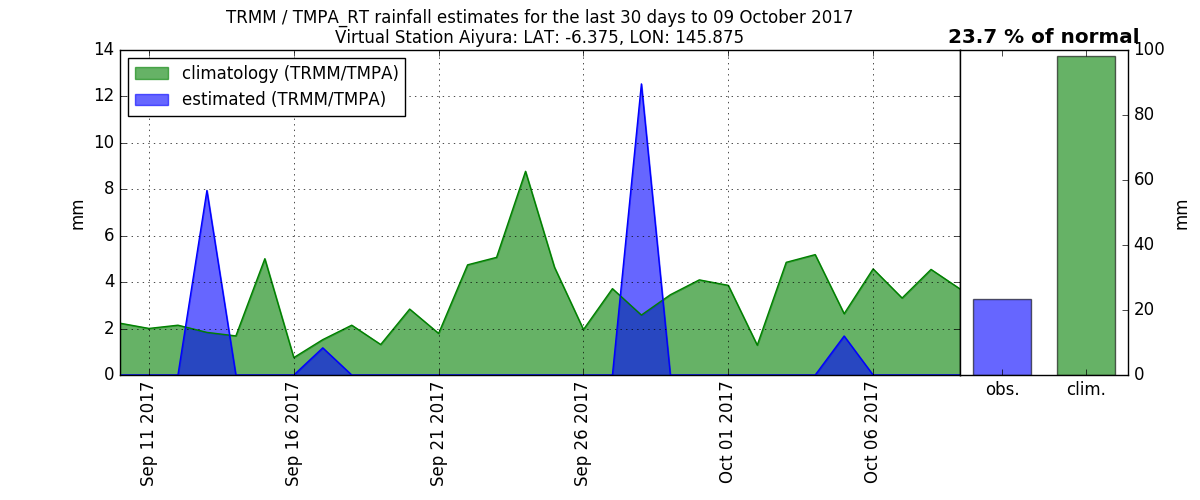 TRMM / TMPA_RT rainfall estimates for the last 30 days to 09 October 2017
Virtual Station Aiyura: LAT: -6.375, LON: 145.875
23.7 % of normal
climatology (TRMM/TMPA)
estimated (TRMM/TMPA)
14
12
10
8
6
4
2
0
mm
Sep 11 2017
Sep 16 2017
Sep 21 2017
Sep 26 2017
Oct 01 2017
Oct 06 2017
obs.
clim.
100
80
60
40
20
0
mm